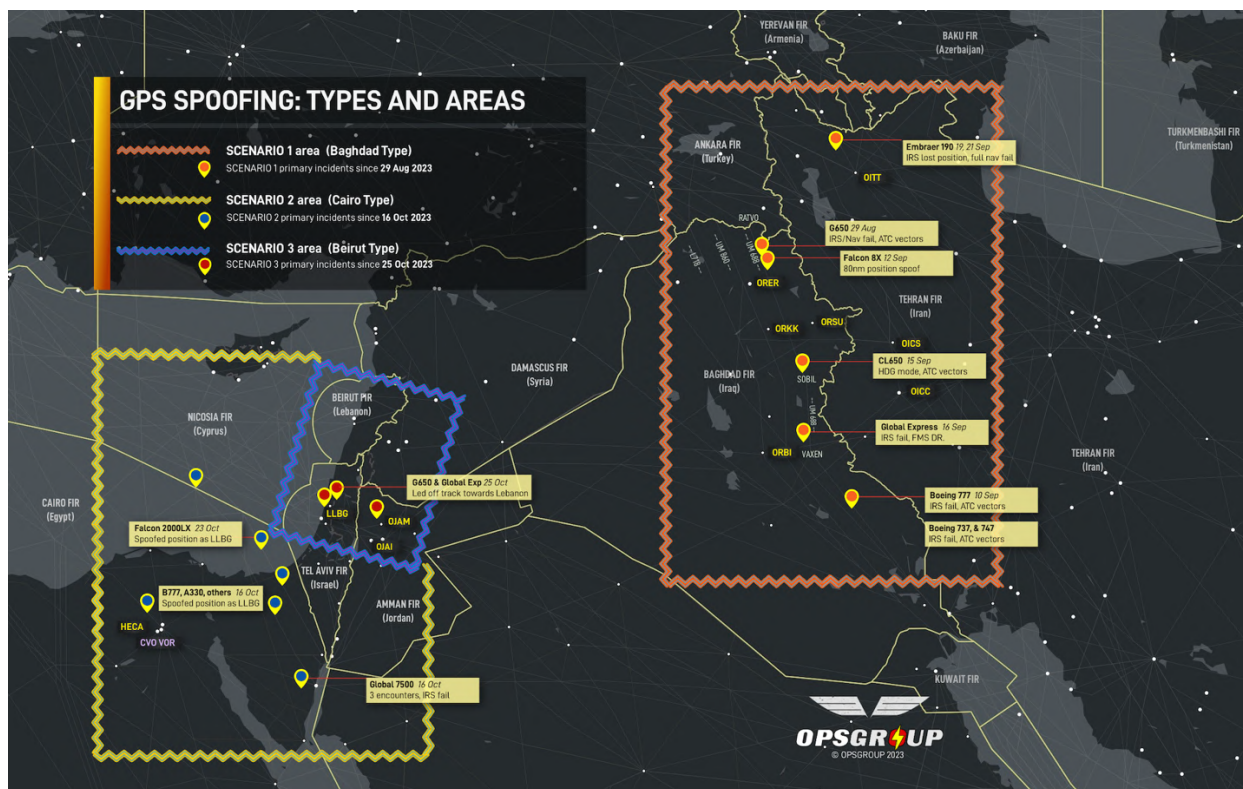 YEREVAN FIR
(Armenia)
BAKU FIR
(Azerbaijan)
GPS SPOOFING: TYPES AND AREAS
SCENARIO 1 area (Baghdad Type)
SCENARIO 1 primary incidents since 29 Aug 2023
SCENARIO 2 area (Cairo Type)
SCENARIO 2 primary incidents since 16 Oct 2023
SCENARIO 3 area (Beirut Type)
SCENARIO 3 primary incidents since 25 Oct 2023
ANKARA FIR
(Turkey)
TURKMENBASHI FIR
(Turkmenistan)
Embraer 190 19, 21 Sep
IRS lost position, full nav fail
OITT
RATVO
G650 29 Aug
IRS/Nav fail, ATC vectors
UM 860
UM 688
Falcon 8X 12 Sep
80nm position spoof
ORER
TEHRAN FIR
(Iran)
ORKK
ORSU
OICS
CL650 15 Sep
HDG mode, ATC vectors
SOBIL
OICC
BAGHDAD FIR
(Iraq)
DAMASCUS FIR
(Syria)
BEIRUT FIR
(Lebanon)
NICOSIA FIR
(Cyprus)
UM 688
Global Express 16 Sep
IRS fail, FMS DR.
ORBI
VAXEN
TEHRAN FIR
(Iran)
G650 & Global Exp 25 Oct
Led off track towards Lebanon
LLBG
OJAM
OJAI
CAIRO FIR
(Egypt)
Boeing 777 10 Sep
IRS fail, ATC vectors
Boeing 737, & 747
IRS fail, ATC vectors
Falcon 2000LX 23 Oct
Spoofed position as LLBG
TEL AVIV FIR
(Israel)
B777, A330, others 16 Oct
Spoofed position as LLBG
AMMAN FIR
(Jordan)
HECA
CVO VOR
Global 7500 16 Oct
3 encounters, IRS fail
KUWAIT FIR
OPSGROUP
© OPSGROUP 2023